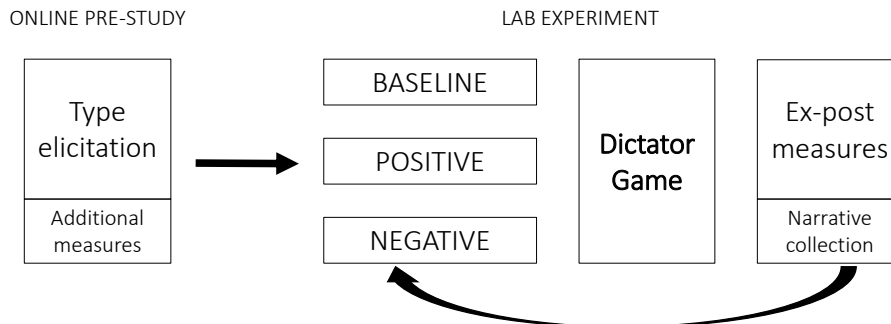 ONLINE PRE-STUDY
LAB EXPERIMENT
Type
elicitation
Additional
measures
BASELINE
POSITIVE
NEGATIVE
Dictator
Game
Ex-post
measures
Narrative
collection